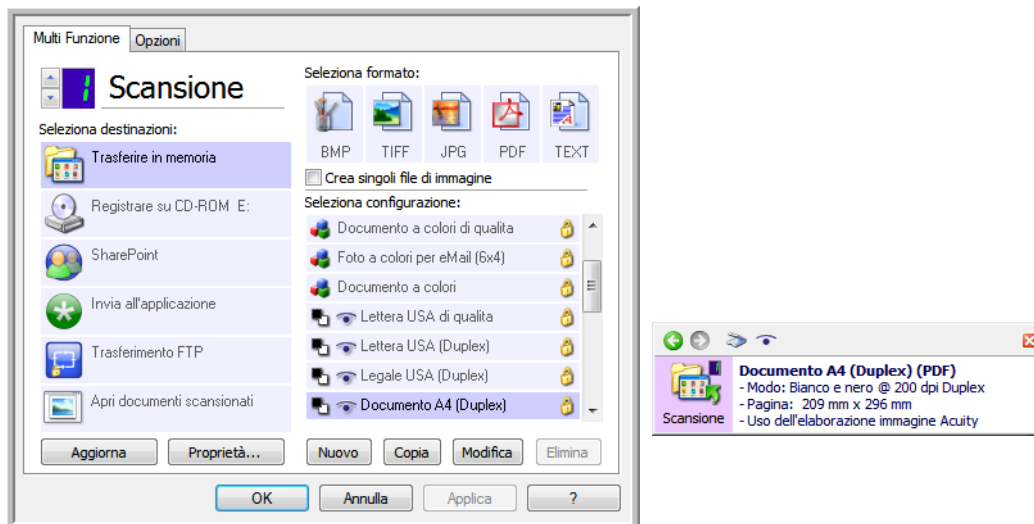 Multi Funzione
Opzioni
1
Scansione
Seleziona destinazioni:
Trasferire in memoria
Registrare su CD-ROM E:
SharePoint
Invia all'applicazione
Trasferimento FTP
Apri documenti scansionati
Aggiorna
Proprietà...
Seleziona formato:
BMP
TIFF
JPG
PDF
TEXT
Crea singoli file di immagine
Seleziona configurazione:
Documento a colori di qualita
Foto a colori per eMail (6x4)
Documento a colori
Lettera USA di qualita
Lettera USA (Duplex)
Legale USA (Duplex)
Documento A4 (Duplex)
Nuovo
Copia
Modifica
Elimina
OK
Annulla
Applica
?
Scansione
Documento A4 (Duplex) (PDF)
- Modo: Bianco e nero @ 200 dpi Duplex
- Pagina: 209 mm x 296 mm
- Uso dell'elaborazione immagine Acuity